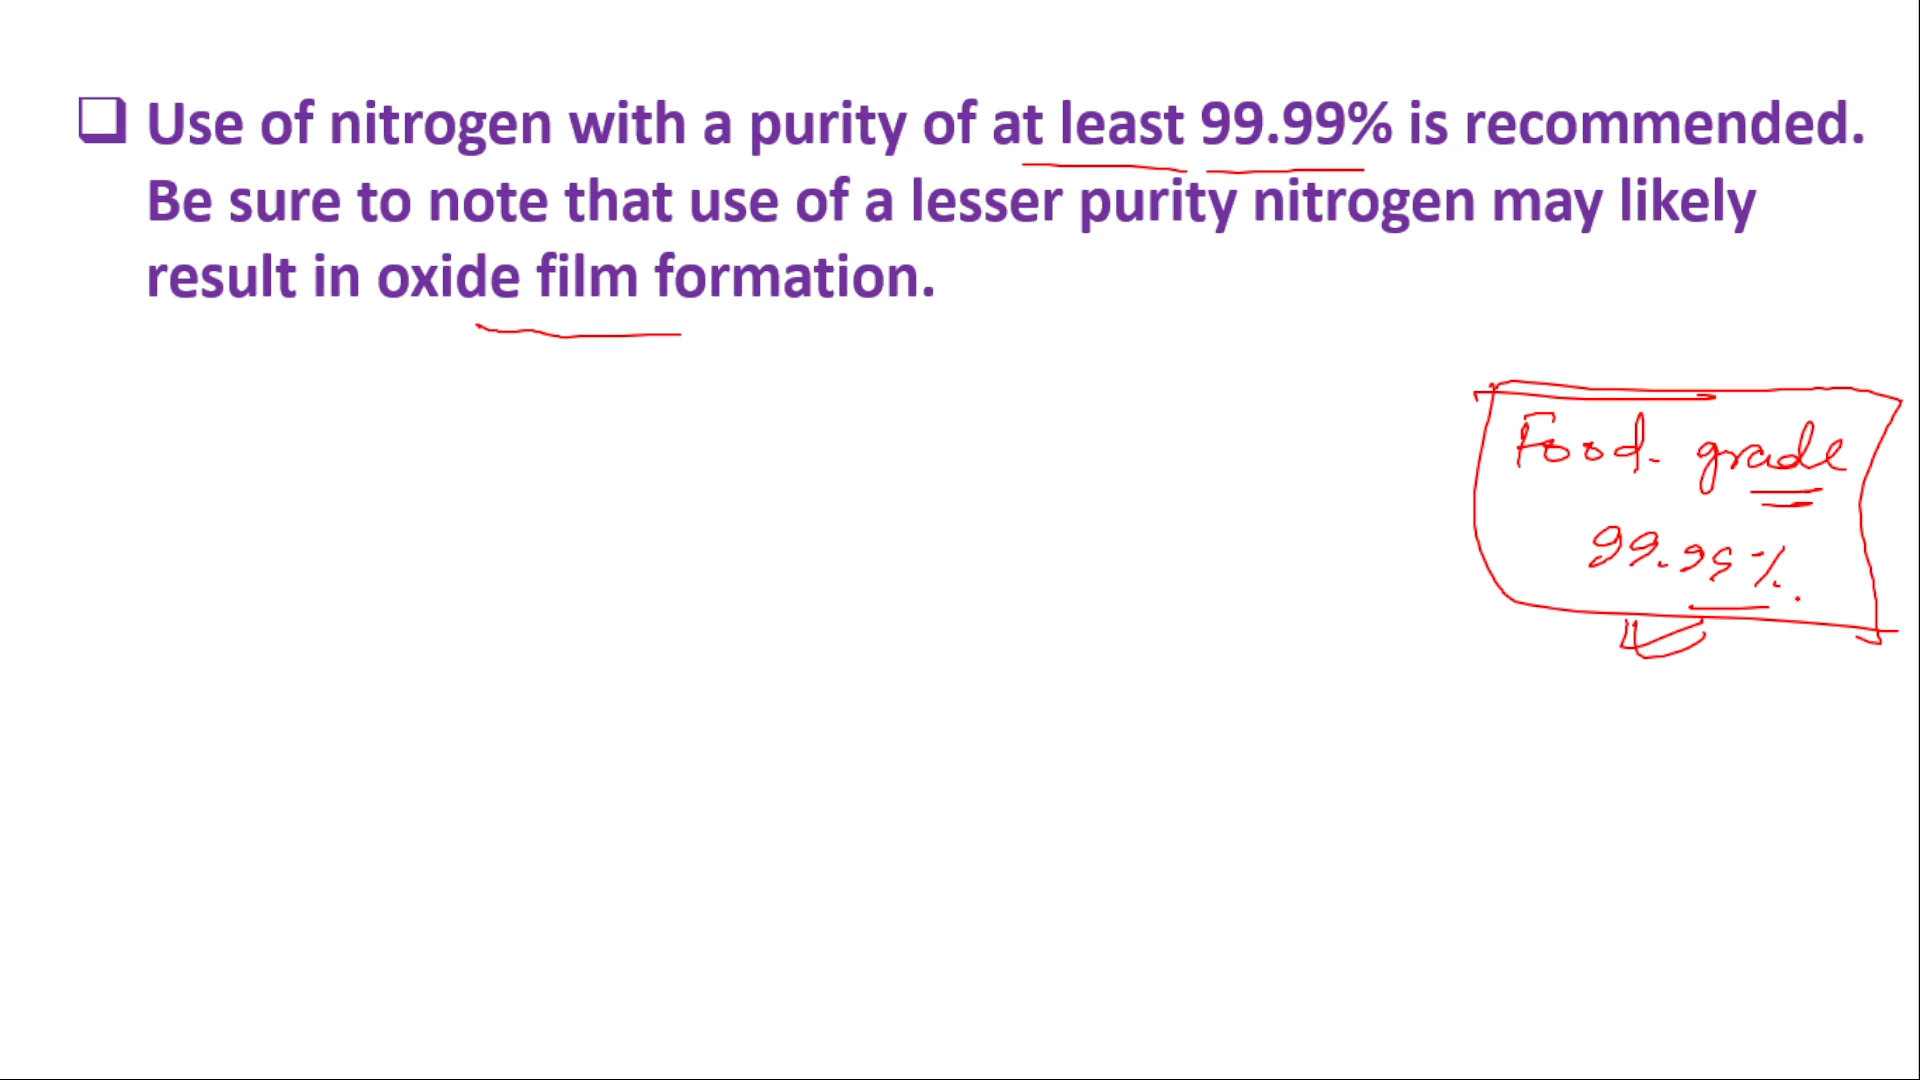 ❑ Use of nitrogen with a purity of at least 99.99% is recommended.
Be sure to note that use of a lesser purity nitrogen may likely
result in oxide film formation.
Food-grade
99.95%